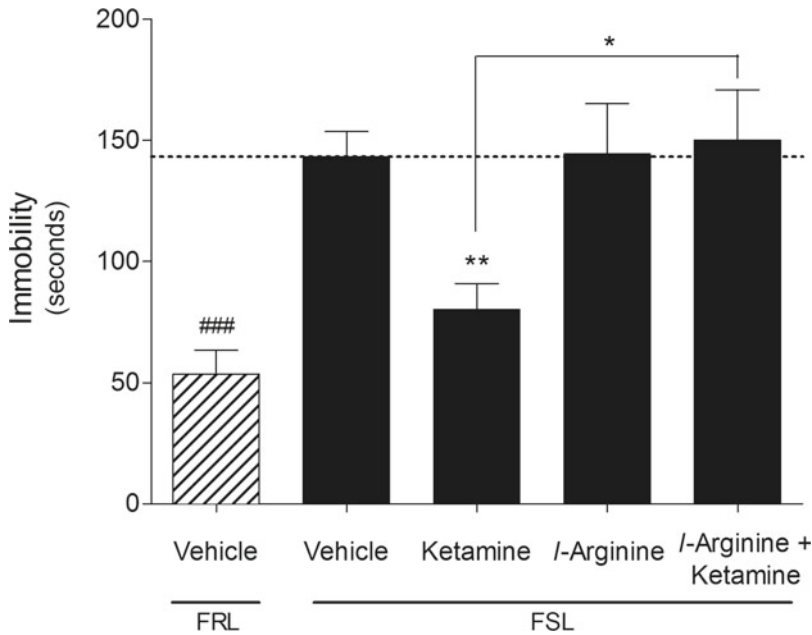 200
150
100
50
0
Immobility
(seconds)
###
**
*
Vehicle
Vehicle
Ketamine
l-Arginine
l-Arginine +
Ketamine
FRL
FSL